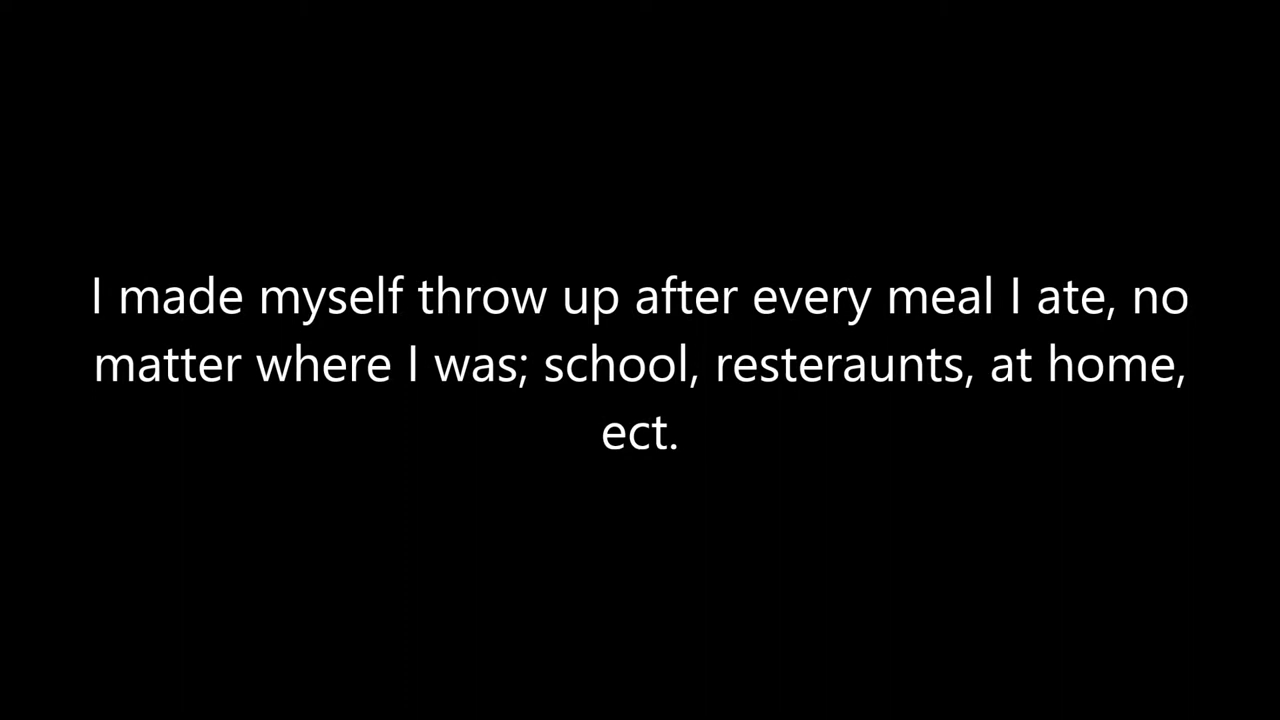 I made myself throw up after every meal I ate, no
matter where I was; school, resteraunts, at home,
ect.